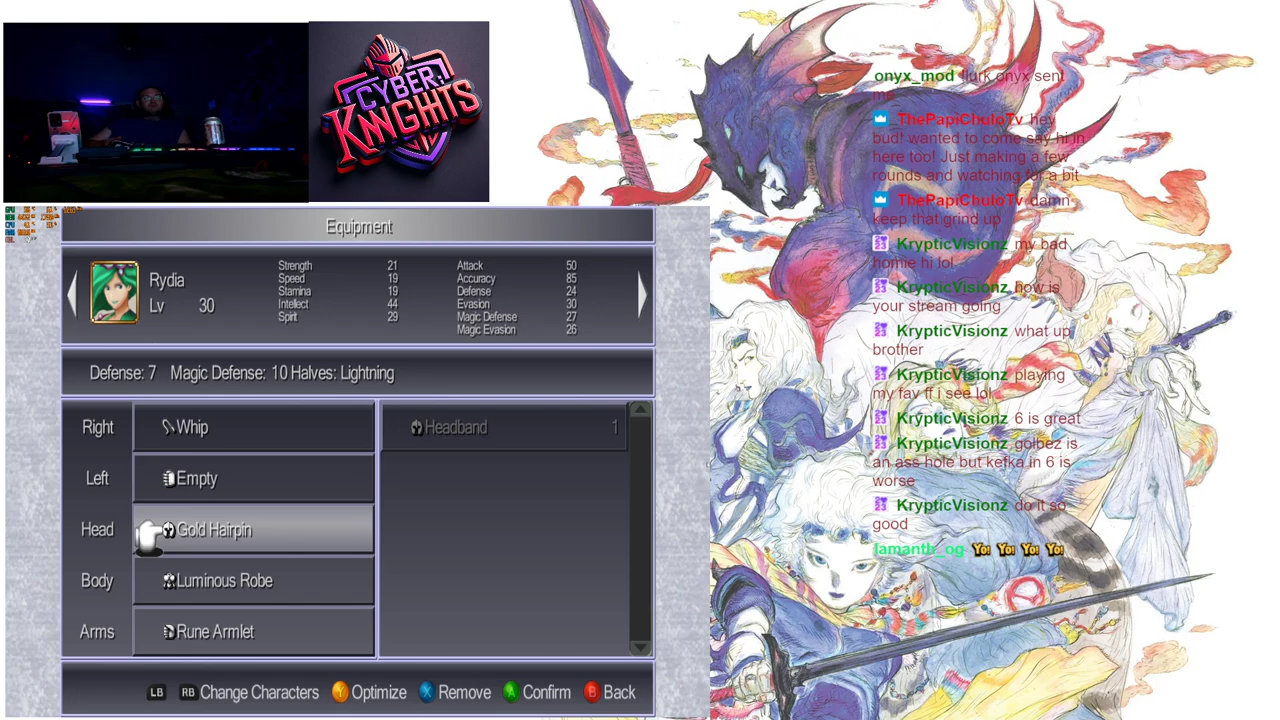 CYBER
KNIGHTS
Equipment
Rydia
Lv 30
Strength 21
Speed 19
Stamina 19
Intellect 44
Spirit 29
Attack 50
Accuracy 85
Defense 24
Evasion 30
Magic Defense 27
Magic Evasion 26
Defense: 7 Magic Defense: 10 Halves: Lightning
Right Whip
Left Empty
Head Gold Hairpin
Body Luminous Robe
Arms Rune Armlet
Headband 1
LB RB Change Characters Y Optimize X Remove A Confirm B Back
onyx_mod !lurk onyx sent
me
_ThePapiChuloTv hey
bud! wanted to come say hi in
here too! Just making a few
rounds and watching for a bit
_ThePapiChuloTv damn
keep that grind up
KrypticVisionz my bad
homie hi lol
KrypticVisionz how is
your stream going
KrypticVisionz what up
brother
KrypticVisionz playing
my fav ff i see lol
KrypticVisionz 6 is great
KrypticVisionz golbez is
an ass hole but kefka in 6 is
worse
KrypticVisionz do it so
good
lamanth_og Yo! Yo! Yo! Yo!